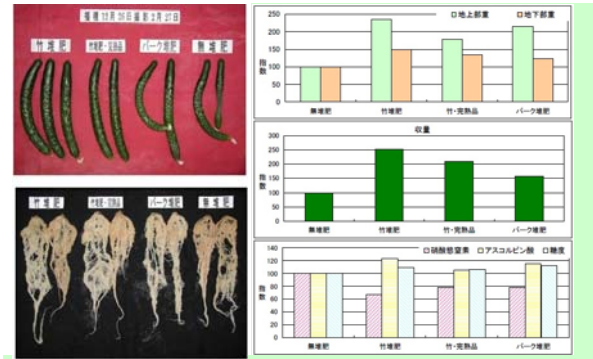 播種12月25日撮影2月27日
竹堆肥 竹堆肥・完熟品 バーク堆肥 無堆肥
竹堆肥 竹堆肥・完熟品 バーク堆肥 無堆肥
□地上部重 □地下部重
指数
250
200
150
100
50
0
無堆肥 竹堆肥 竹・完熟品 バーク堆肥
収量
指数
300
250
200
150
100
50
0
無堆肥 竹堆肥 竹・完熟品 バーク堆肥
□硝酸態窒素 □アスコルビン酸 □糖度
指数
140
120
100
80
60
40
20
0
無堆肥 竹堆肥 竹・完熟品 バーク堆肥